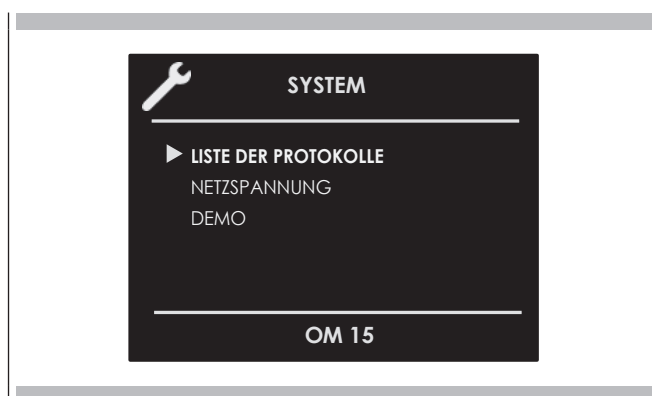 SYSTEM
LISTE DER PROTOKOLLE
NETZSPANNUNG
DEMO
OM 15